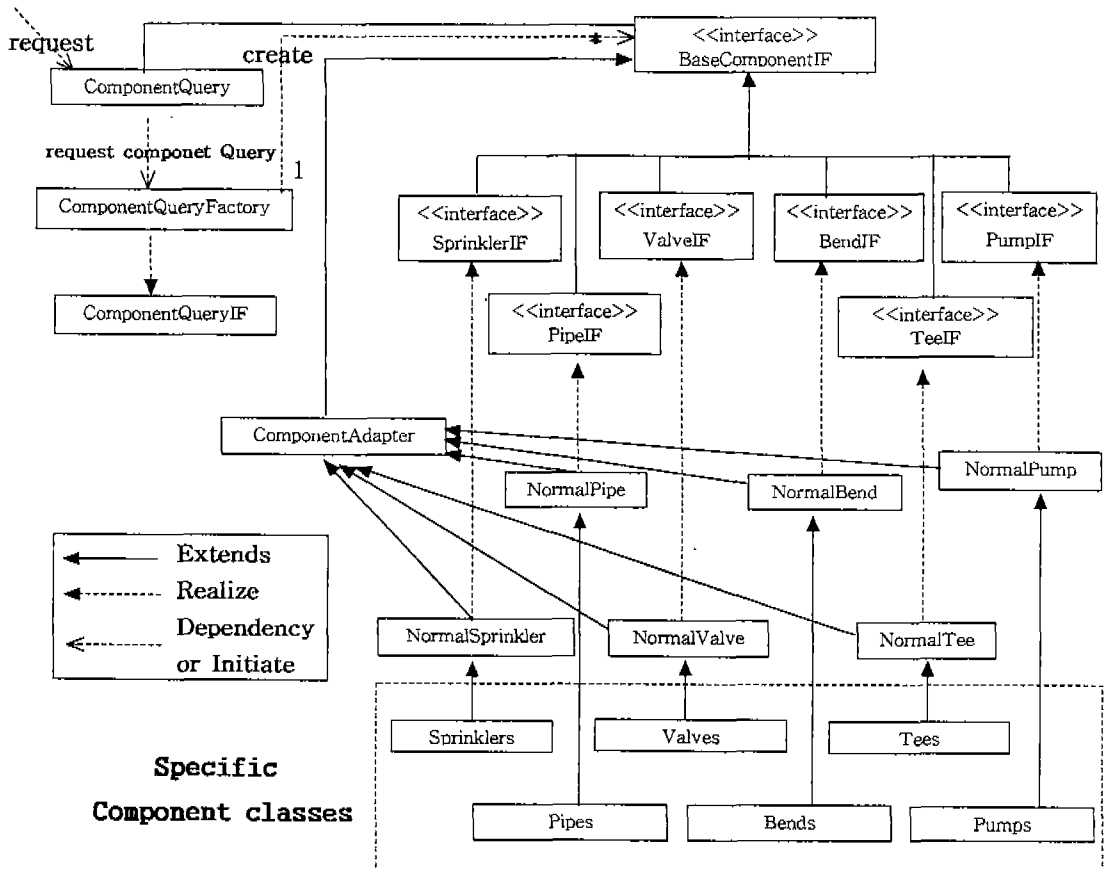 request
ComponentQuery
create
*
<<interface>>
BaseComponentIF
request componet Query
1
ComponentQueryFactory
ComponentQueryIF
<<interface>>
SprinklerIF
<<interface>>
ValveIF
<<interface>>
BendIF
<<interface>>
PumpIF
<<interface>>
PipeIF
<<interface>>
TeeIF
ComponentAdapter
NormalPipe
NormalBend
NormalPump
Extends
Realize
Dependency
or Initiate
NormalSprinkler
NormalValve
NormalTee
Sprinklers
Valves
Tees
Specific
Component classes
Pipes
Bends
Pumps